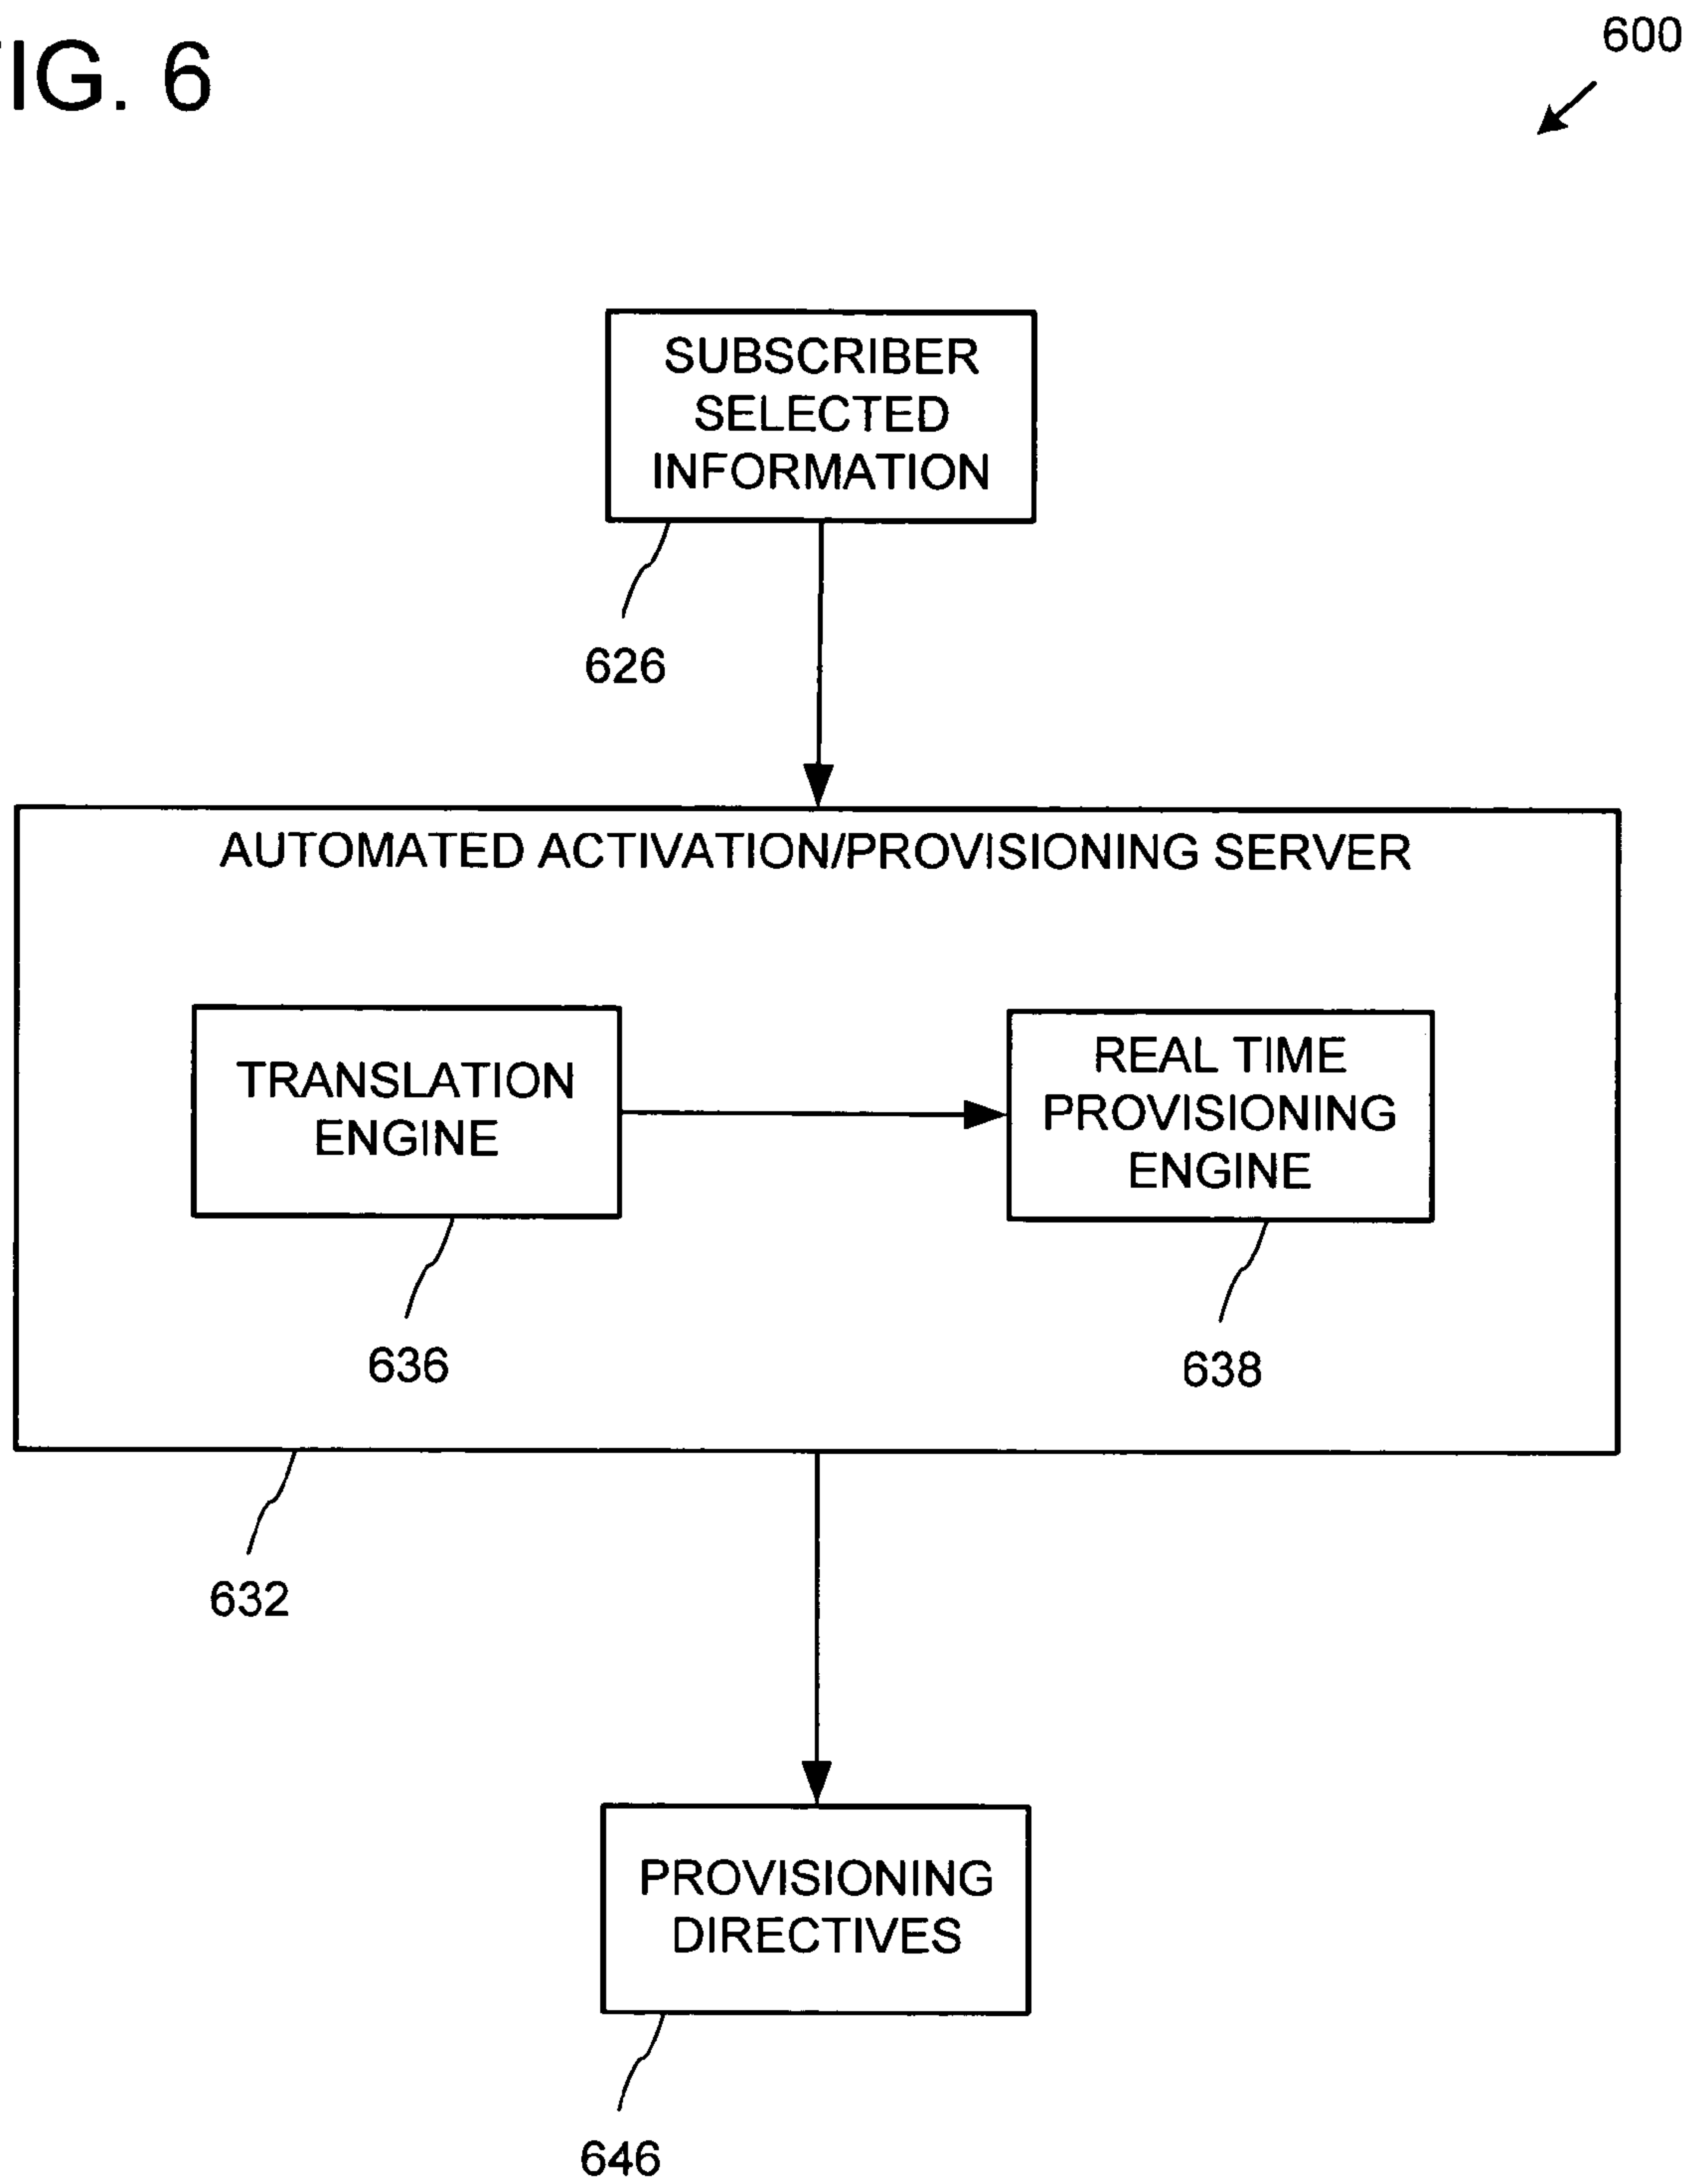 IG. 6
600
SUBSCRIBER
SELECTED
INFORMATION
626
AUTOMATED ACTIVATION/PROVISIONING SERVER
TRANSLATION
ENGINE
REAL TIME
PROVISIONING
ENGINE
636
638
632
PROVISIONING
DIRECTIVES
646